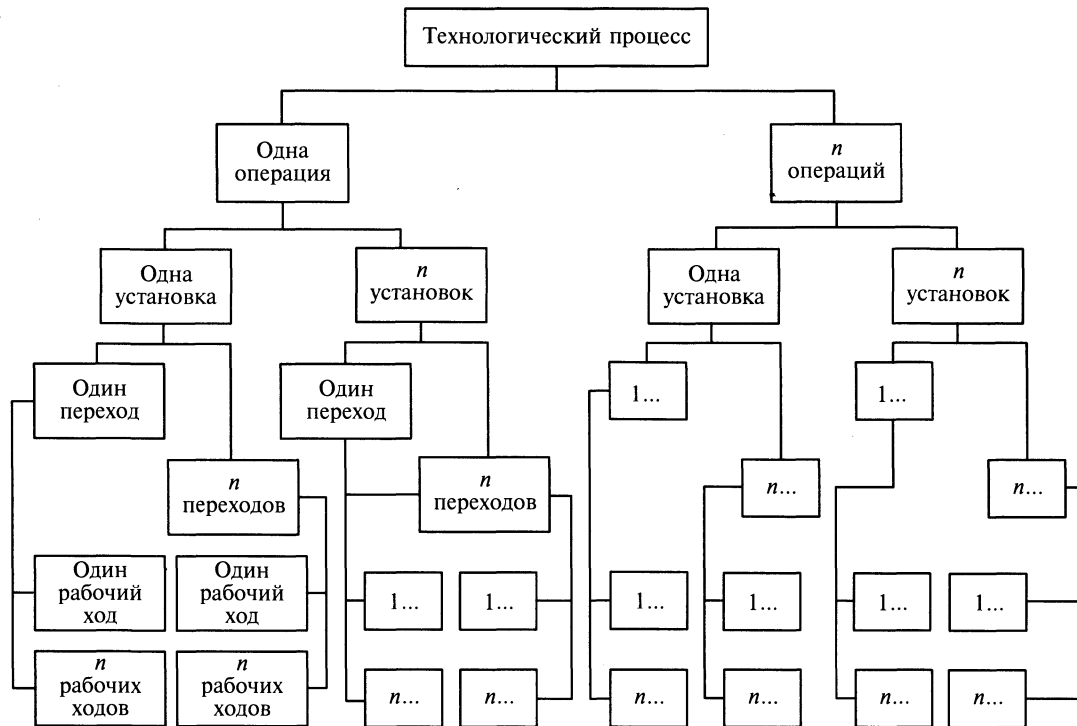 Технологический процесс
Одна
операция
n
операций
Одна
установка
n
установок
Одна
установка
n
установок
Один
переход
Один
переход
1...
1...
n
переходов
n
переходов
n...
n...
Один
рабочий
ход
Один
рабочий
ход
1...
1...
1...
1...
1...
1...
n
рабочих
ходов
n
рабочих
ходов
n...
n...
n...
n...
n...
n...